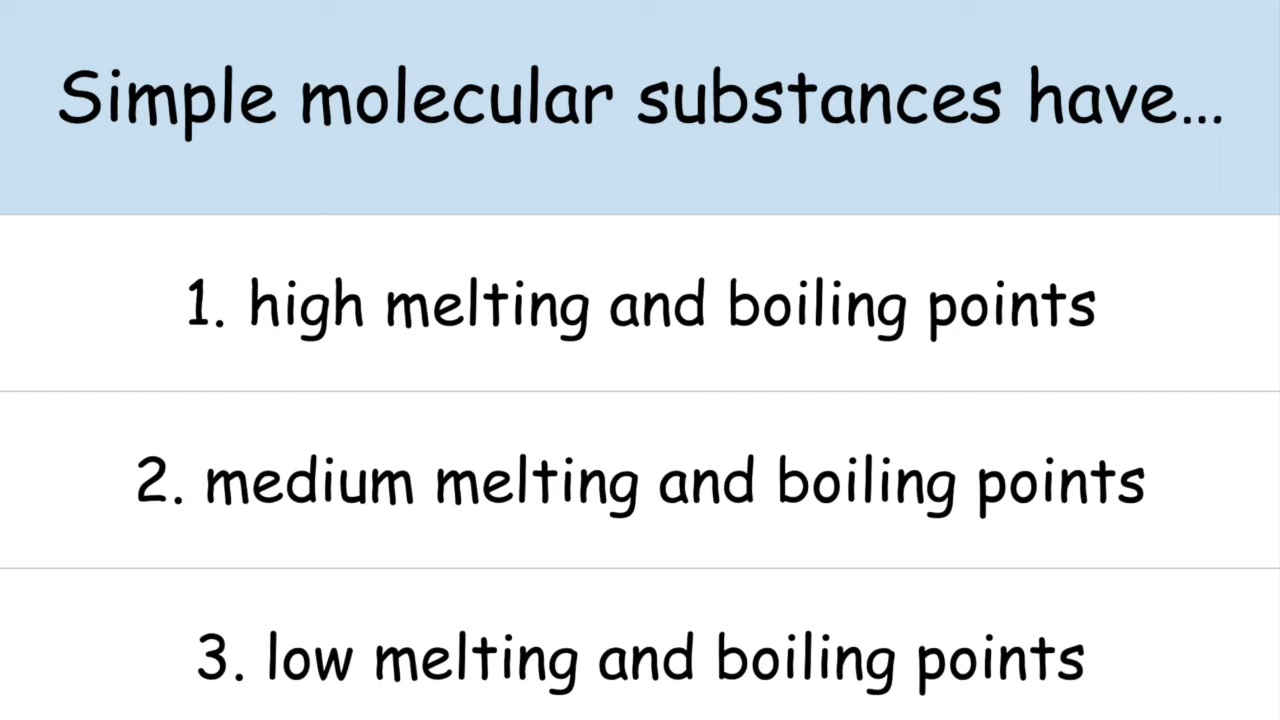 Simple molecular substances have...
1. high melting and boiling points
2. medium melting and boiling points
3. low melting and boiling points